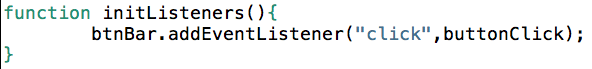 function initListeners(){
        btnBar.addEventListener("click",buttonClick);
}